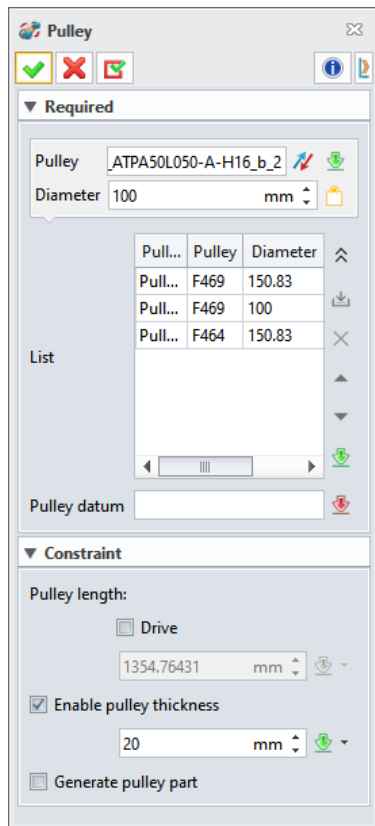 Pulley
Required
Pulley _ATPA50L050-A-H16_b_2
Diameter 100 mm
Pull... Pulley Diameter
Pull... F469 150.83
Pull... F469 100
Pull... F464 150.83
List
Pulley datum
Constraint
Pulley length:
Drive
1354.76431 mm
Enable pulley thickness
20 mm
Generate pulley part